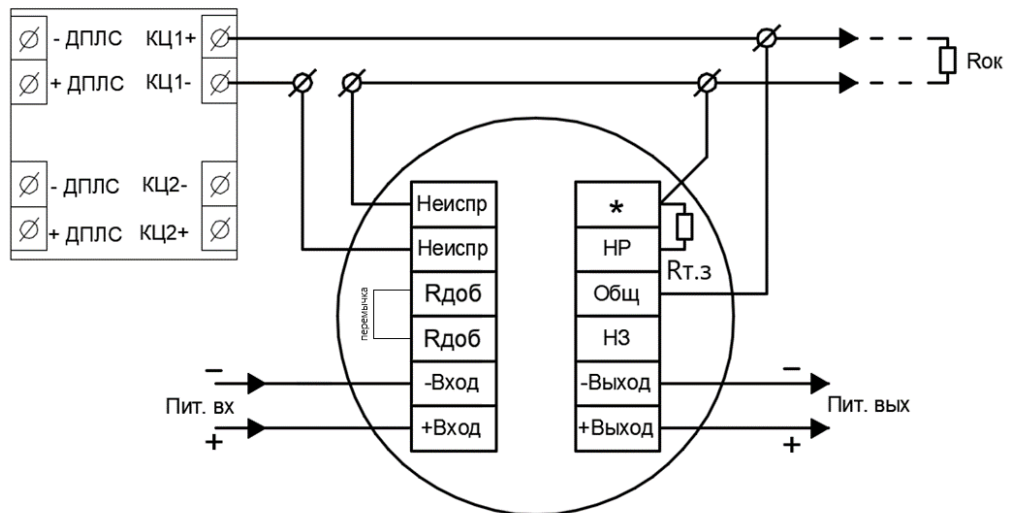 - ДПЛС КЦ1+
+ ДПЛС КЦ1-
- ДПЛС КЦ2-
+ ДПЛС КЦ2+
Rок
Неиспр
Неиспр
Rдоб
Rдоб
-Вход
+Вход
перемычка
*
НР
Общ
НЗ
-Выход
+Выход
Rт.з
−
Пит. вх
+
−
Пит. вых
+